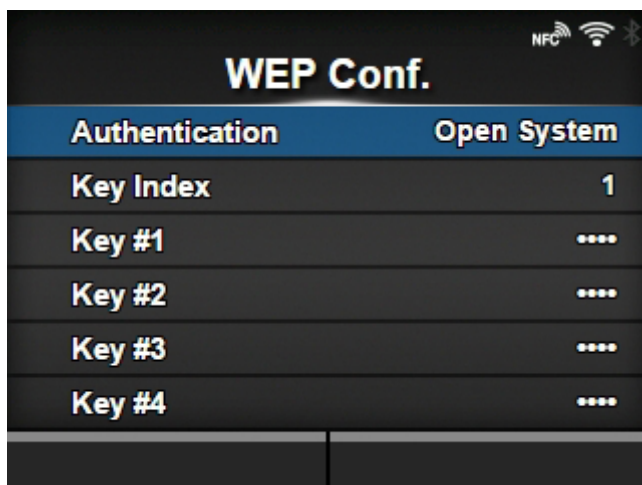 NFC
WEP Conf.
Authentication Open System
Key Index 1
Key #1 ••••
Key #2 ••••
Key #3 ••••
Key #4 ••••